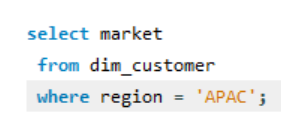 select market
from dim_customer
where region = 'APAC';